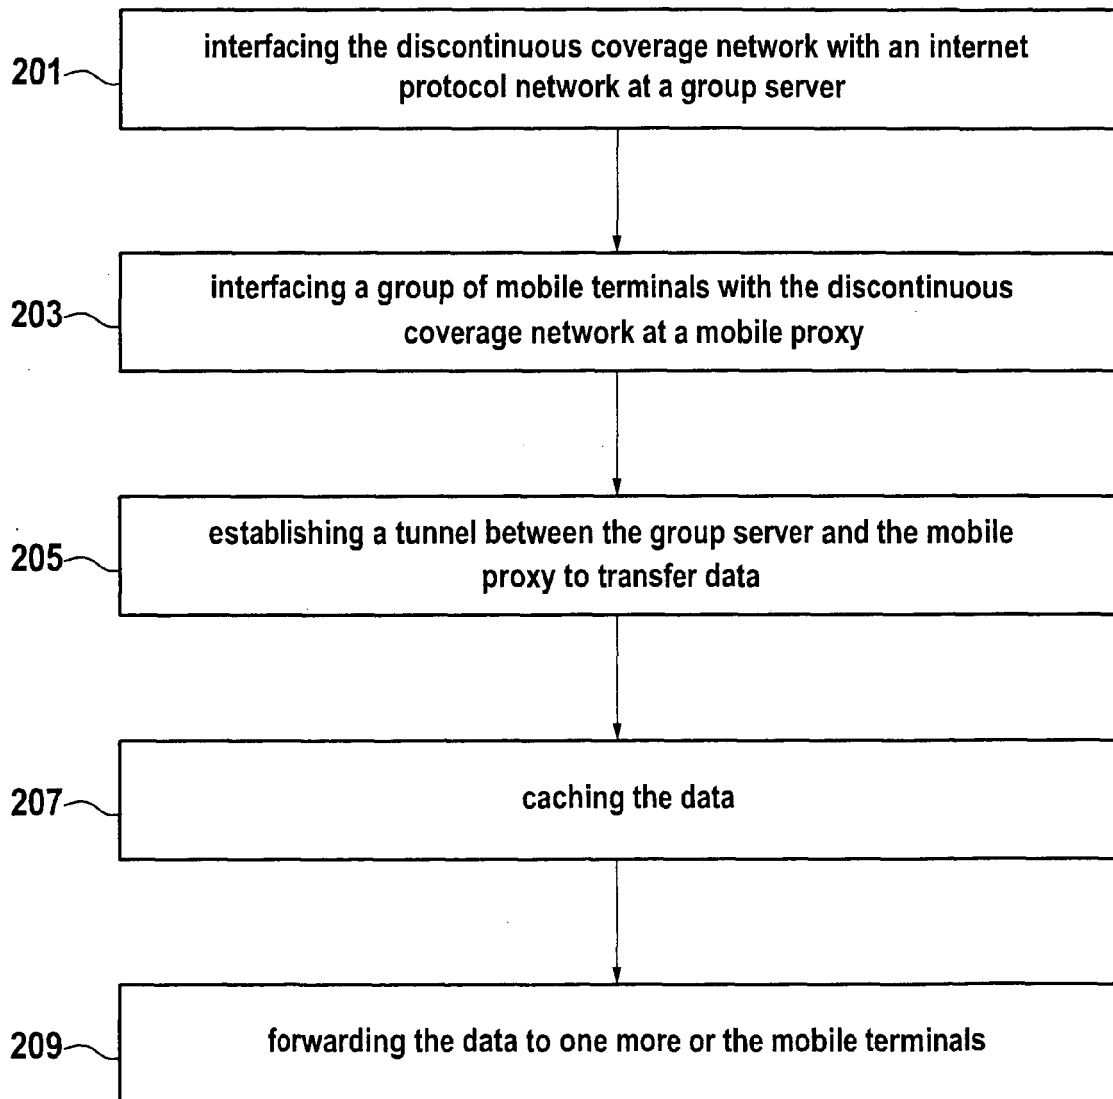 201
interfacing the discontinuous coverage network with an internet
protocol network at a group server
203
interfacing a group of mobile terminals with the discontinuous
coverage network at a mobile proxy
205
establishing a tunnel between the group server and the mobile
proxy to transfer data
207
caching the data
209
forwarding the data to one more or the mobile terminals